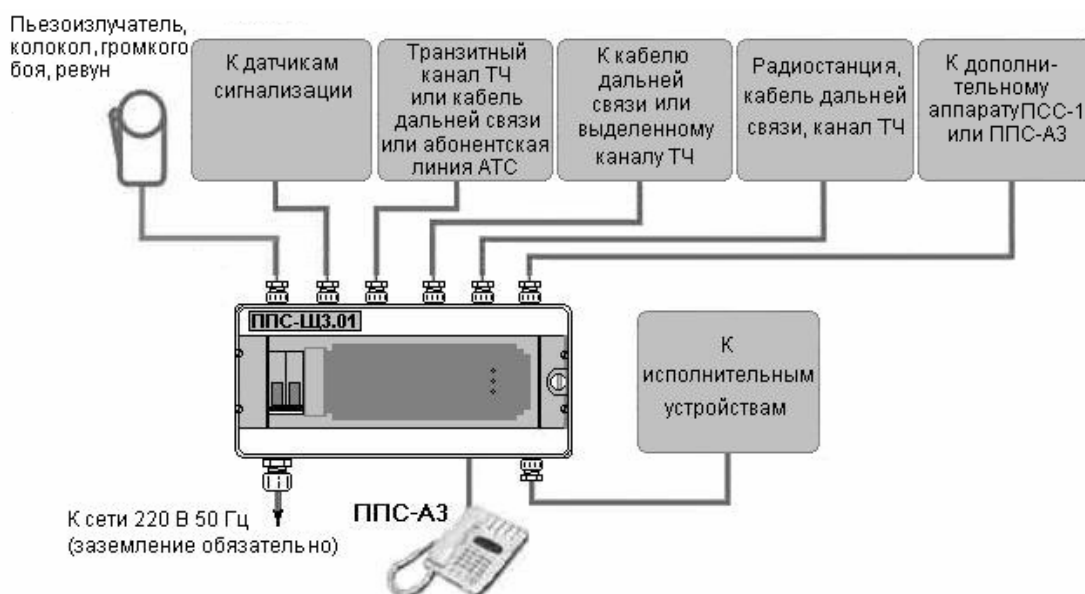 Пьезоизлучатель,
колокол, громкого
боя, ревун
К датчикам
сигнализации
Транзитный
канал ТЧ
или кабель
дальней связи
или абонентская
линия АТС
К кабелю
дальней
связи или
выделенному
каналу ТЧ
Радиостанция,
кабель дальней
связи, канал ТЧ
К дополни-
тельному
аппаратуПСС-1
или ППС-А3
ППС-ЩЗ.01
К
исполнительным
устройствам
ППС-А3
К сети 220 В 50 Гц
(заземление обязательно)